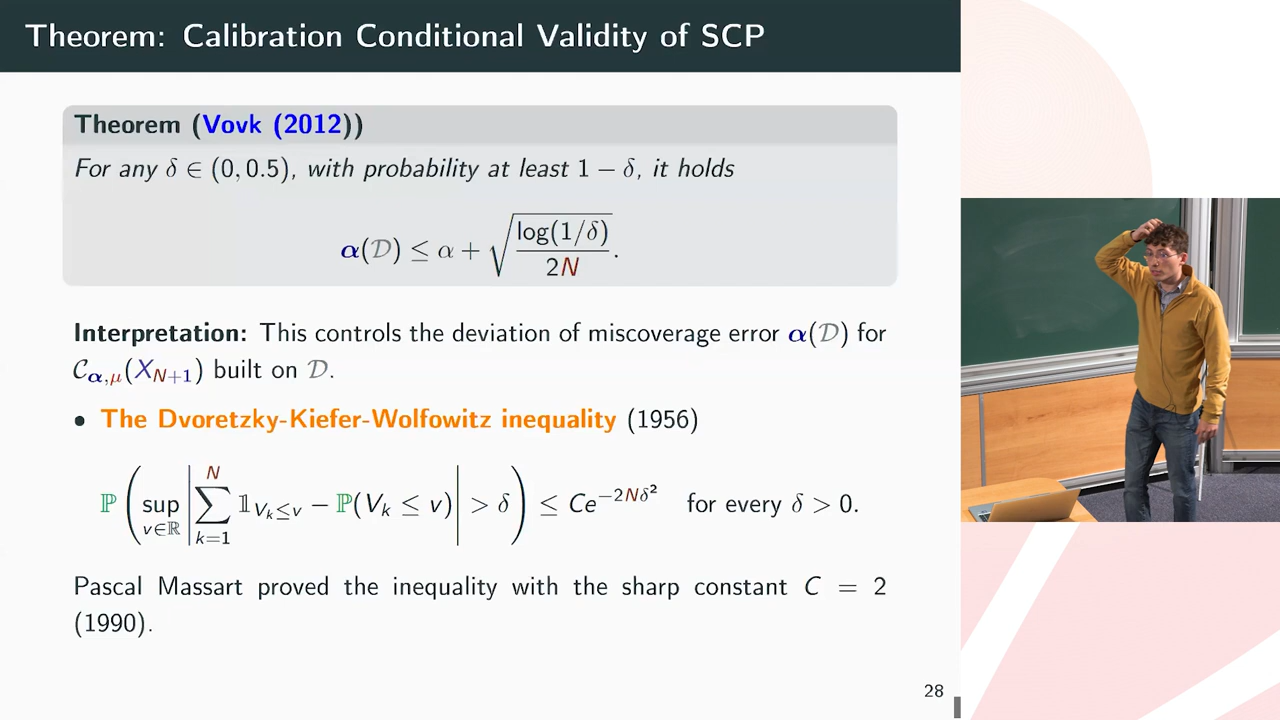 Theorem: Calibration Conditional Validity of SCP
Theorem (Vovk (2012))
For any δ ∈ (0, 0.5), with probability at least 1 − δ, it holds
α(𝒟) ≤ α + √(log(1/δ) / 2N).
Interpretation: This controls the deviation of miscoverage error α(𝒟) for
𝒞_{α,μ}(X_{N+1}) built on 𝒟.
• The Dvoretzky-Kiefer-Wolfowitz inequality (1956)
ℙ ( sup_{v∈ℝ} | ∑_{k=1}^{N} 𝟙_{V_k≤v} − ℙ(V_k ≤ v) | > δ ) ≤ Ce^{−2Nδ²} for every δ > 0.
Pascal Massart proved the inequality with the sharp constant C = 2
(1990).
28